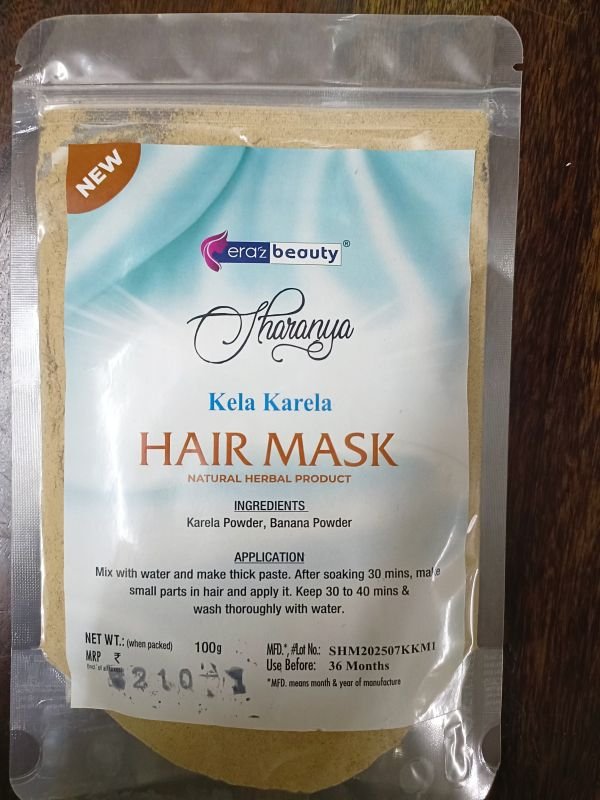 NEW
eraz beauty®
Sharanya
Kela Karela
HAIR MASK
NATURAL HERBAL PRODUCT
INGREDIENTS
Karela Powder, Banana Powder
APPLICATION
Mix with water and make thick paste. After soaking 30 mins, make
small parts in hair and apply it. Keep 30 to 40 mins &
wash thoroughly with water.
NET WT.: (when packed) 100g
MRP ₹
210
MFD.*, #Lot No.: SHM202507KKM1
Use Before: 36 Months
*MFD. means month & year of manufacture